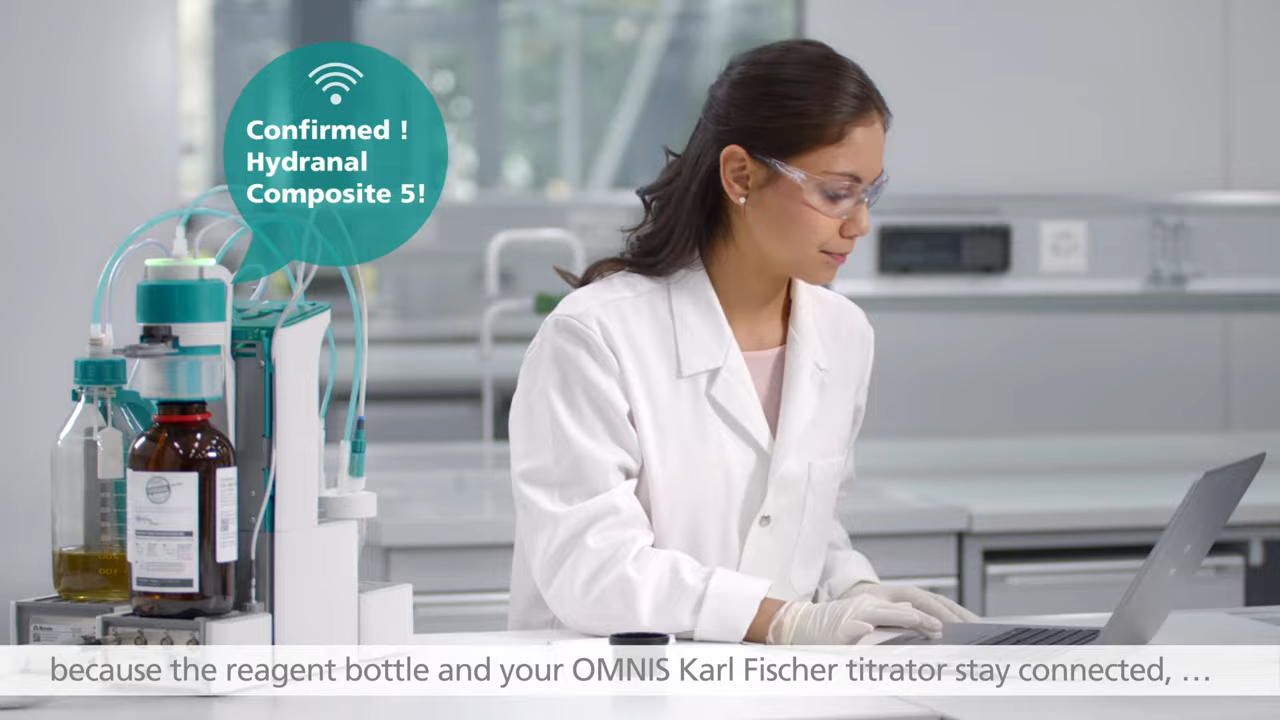 Confirmed !
Hydranal
Composite 5!
because the reagent bottle and your OMNIS Karl Fischer titrator stay connected, ...